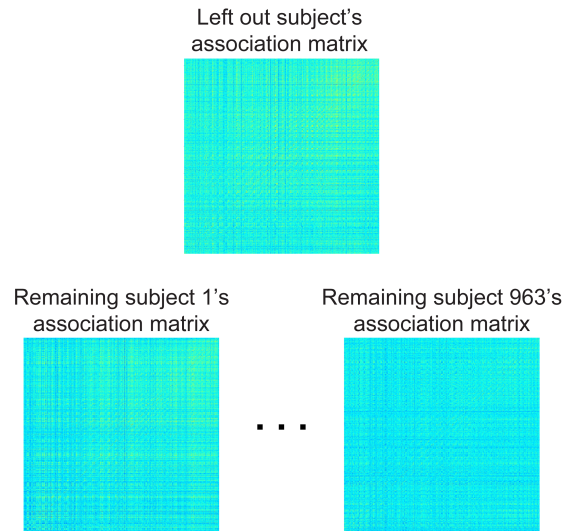 Left out subject's
association matrix
Remaining subject 1's
association matrix
Remaining subject 963's
association matrix
. . .